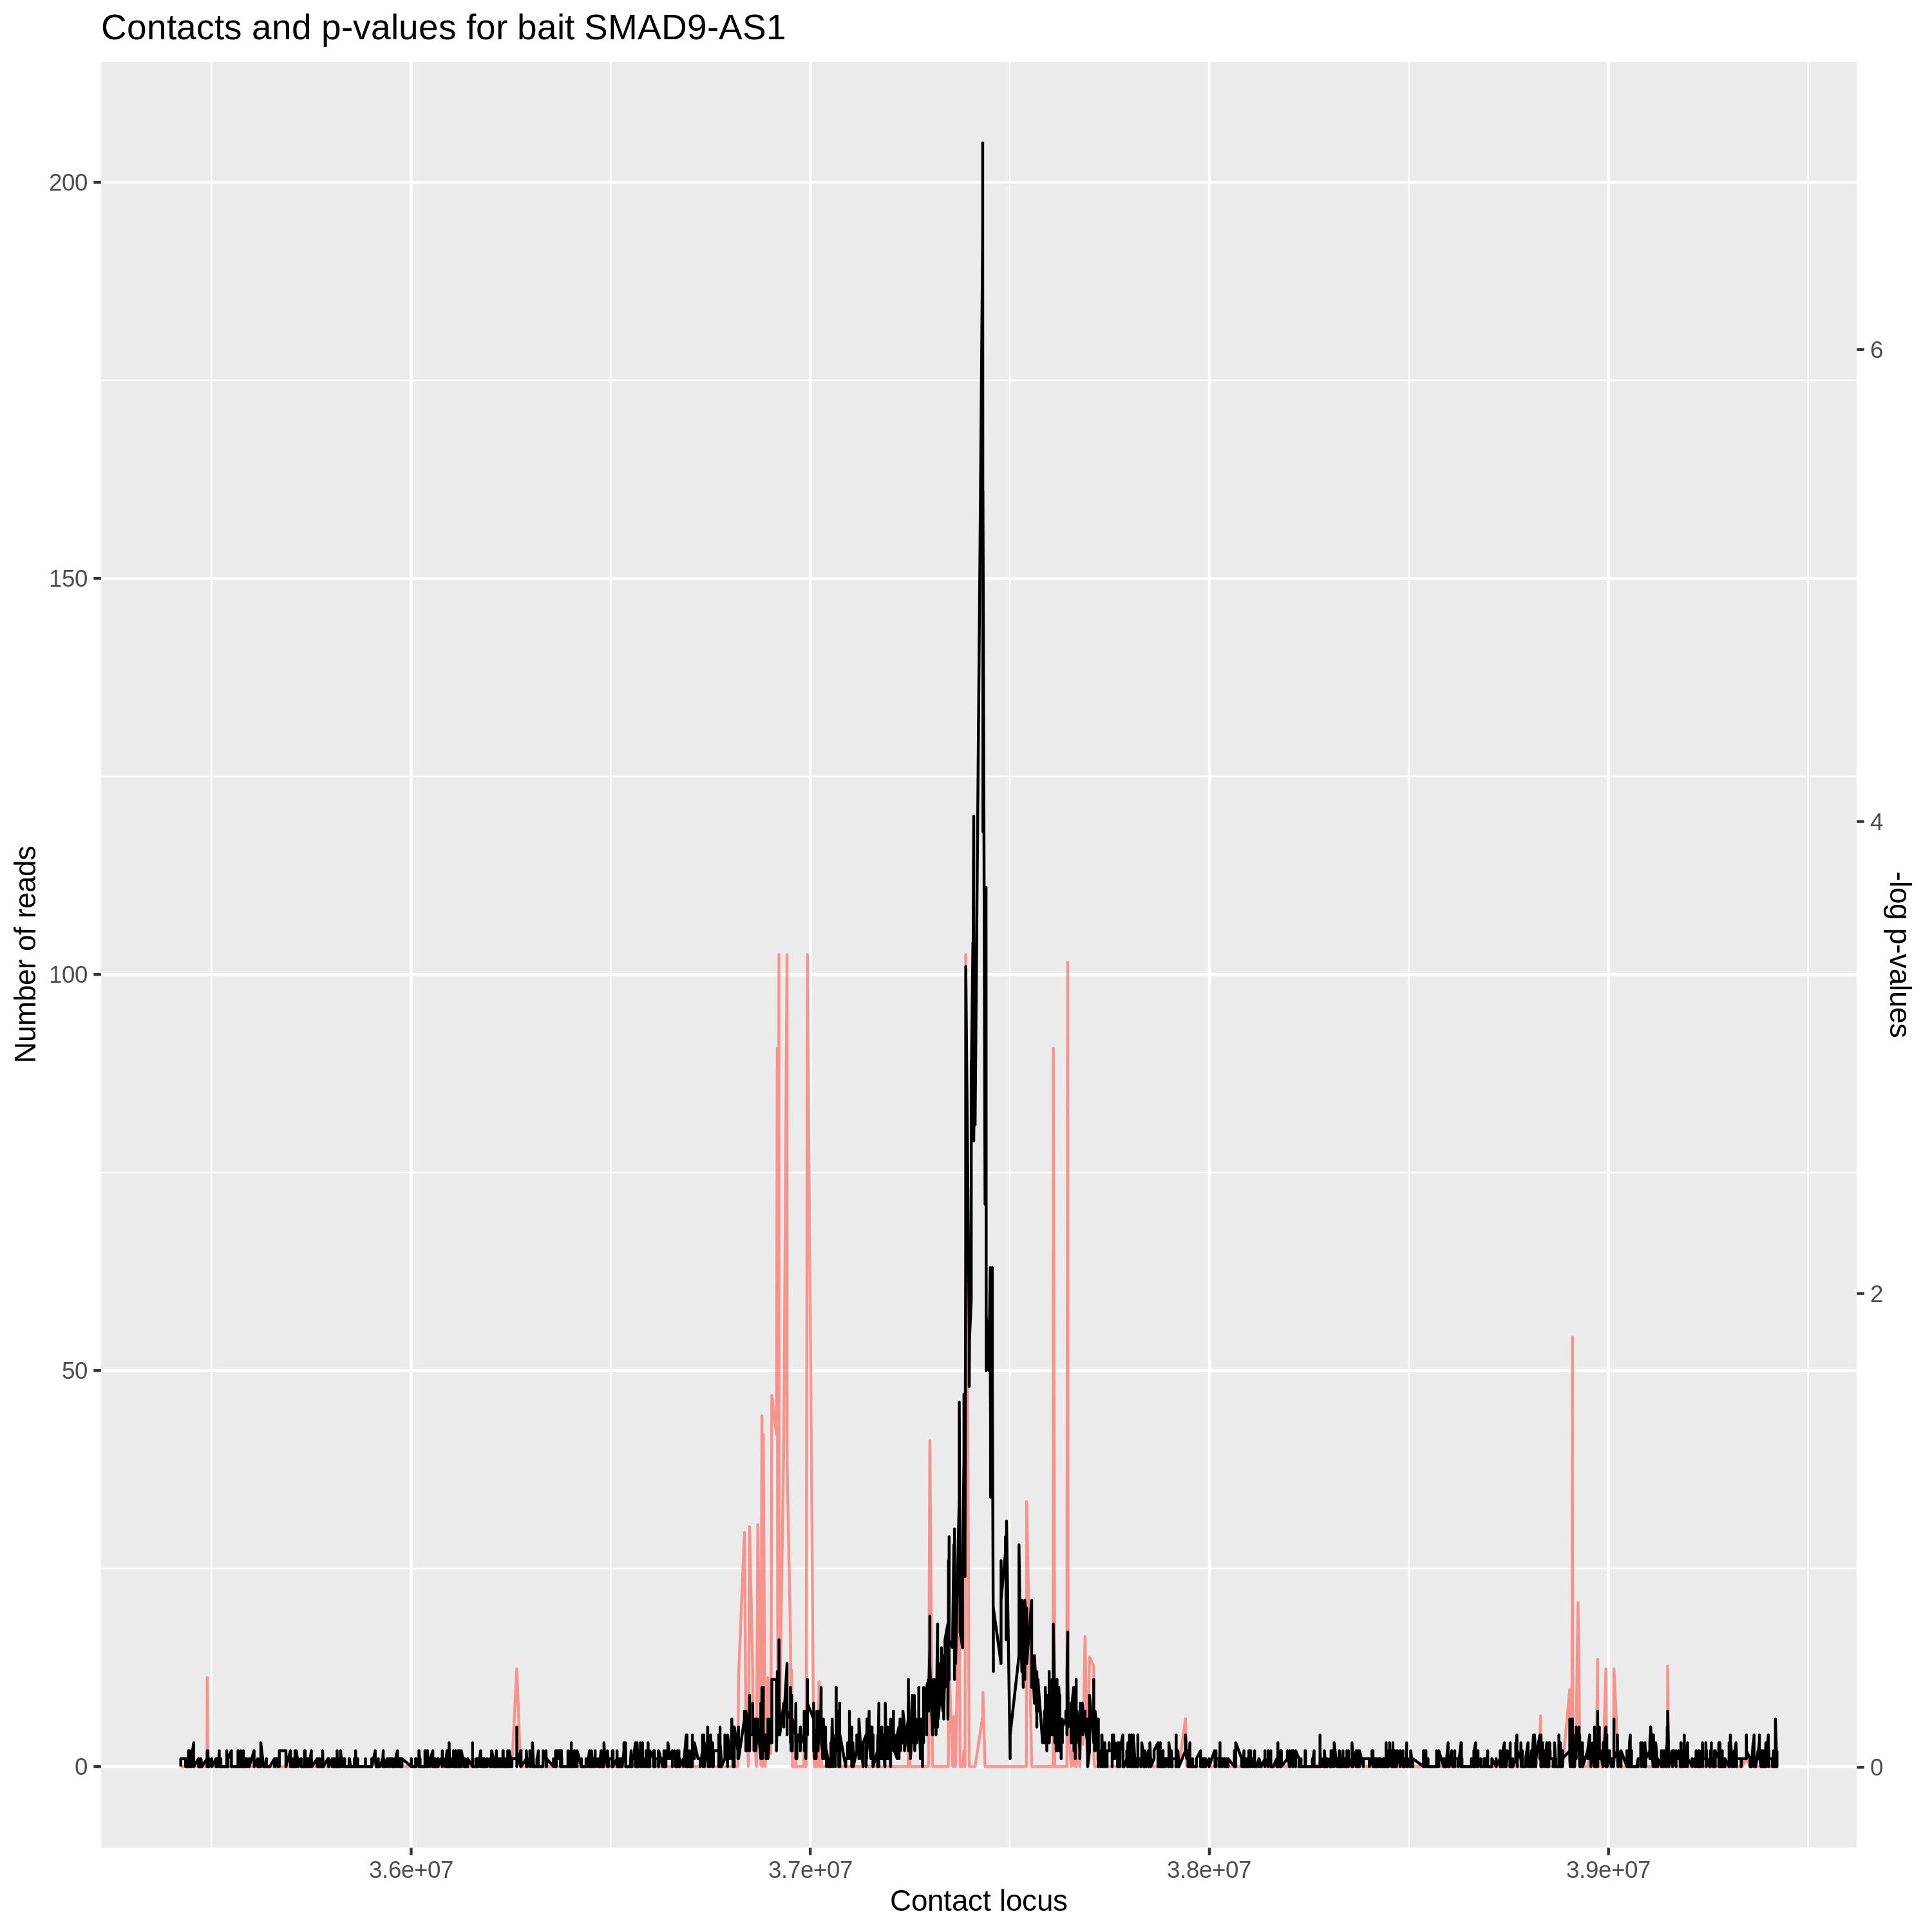 Contacts and p-values for bait SMAD9-AS1
200
150
100
50
0
Number of reads
6
4
2
0
-log p-values
3.6e+07
3.7e+07
3.8e+07
3.9e+07
Contact locus